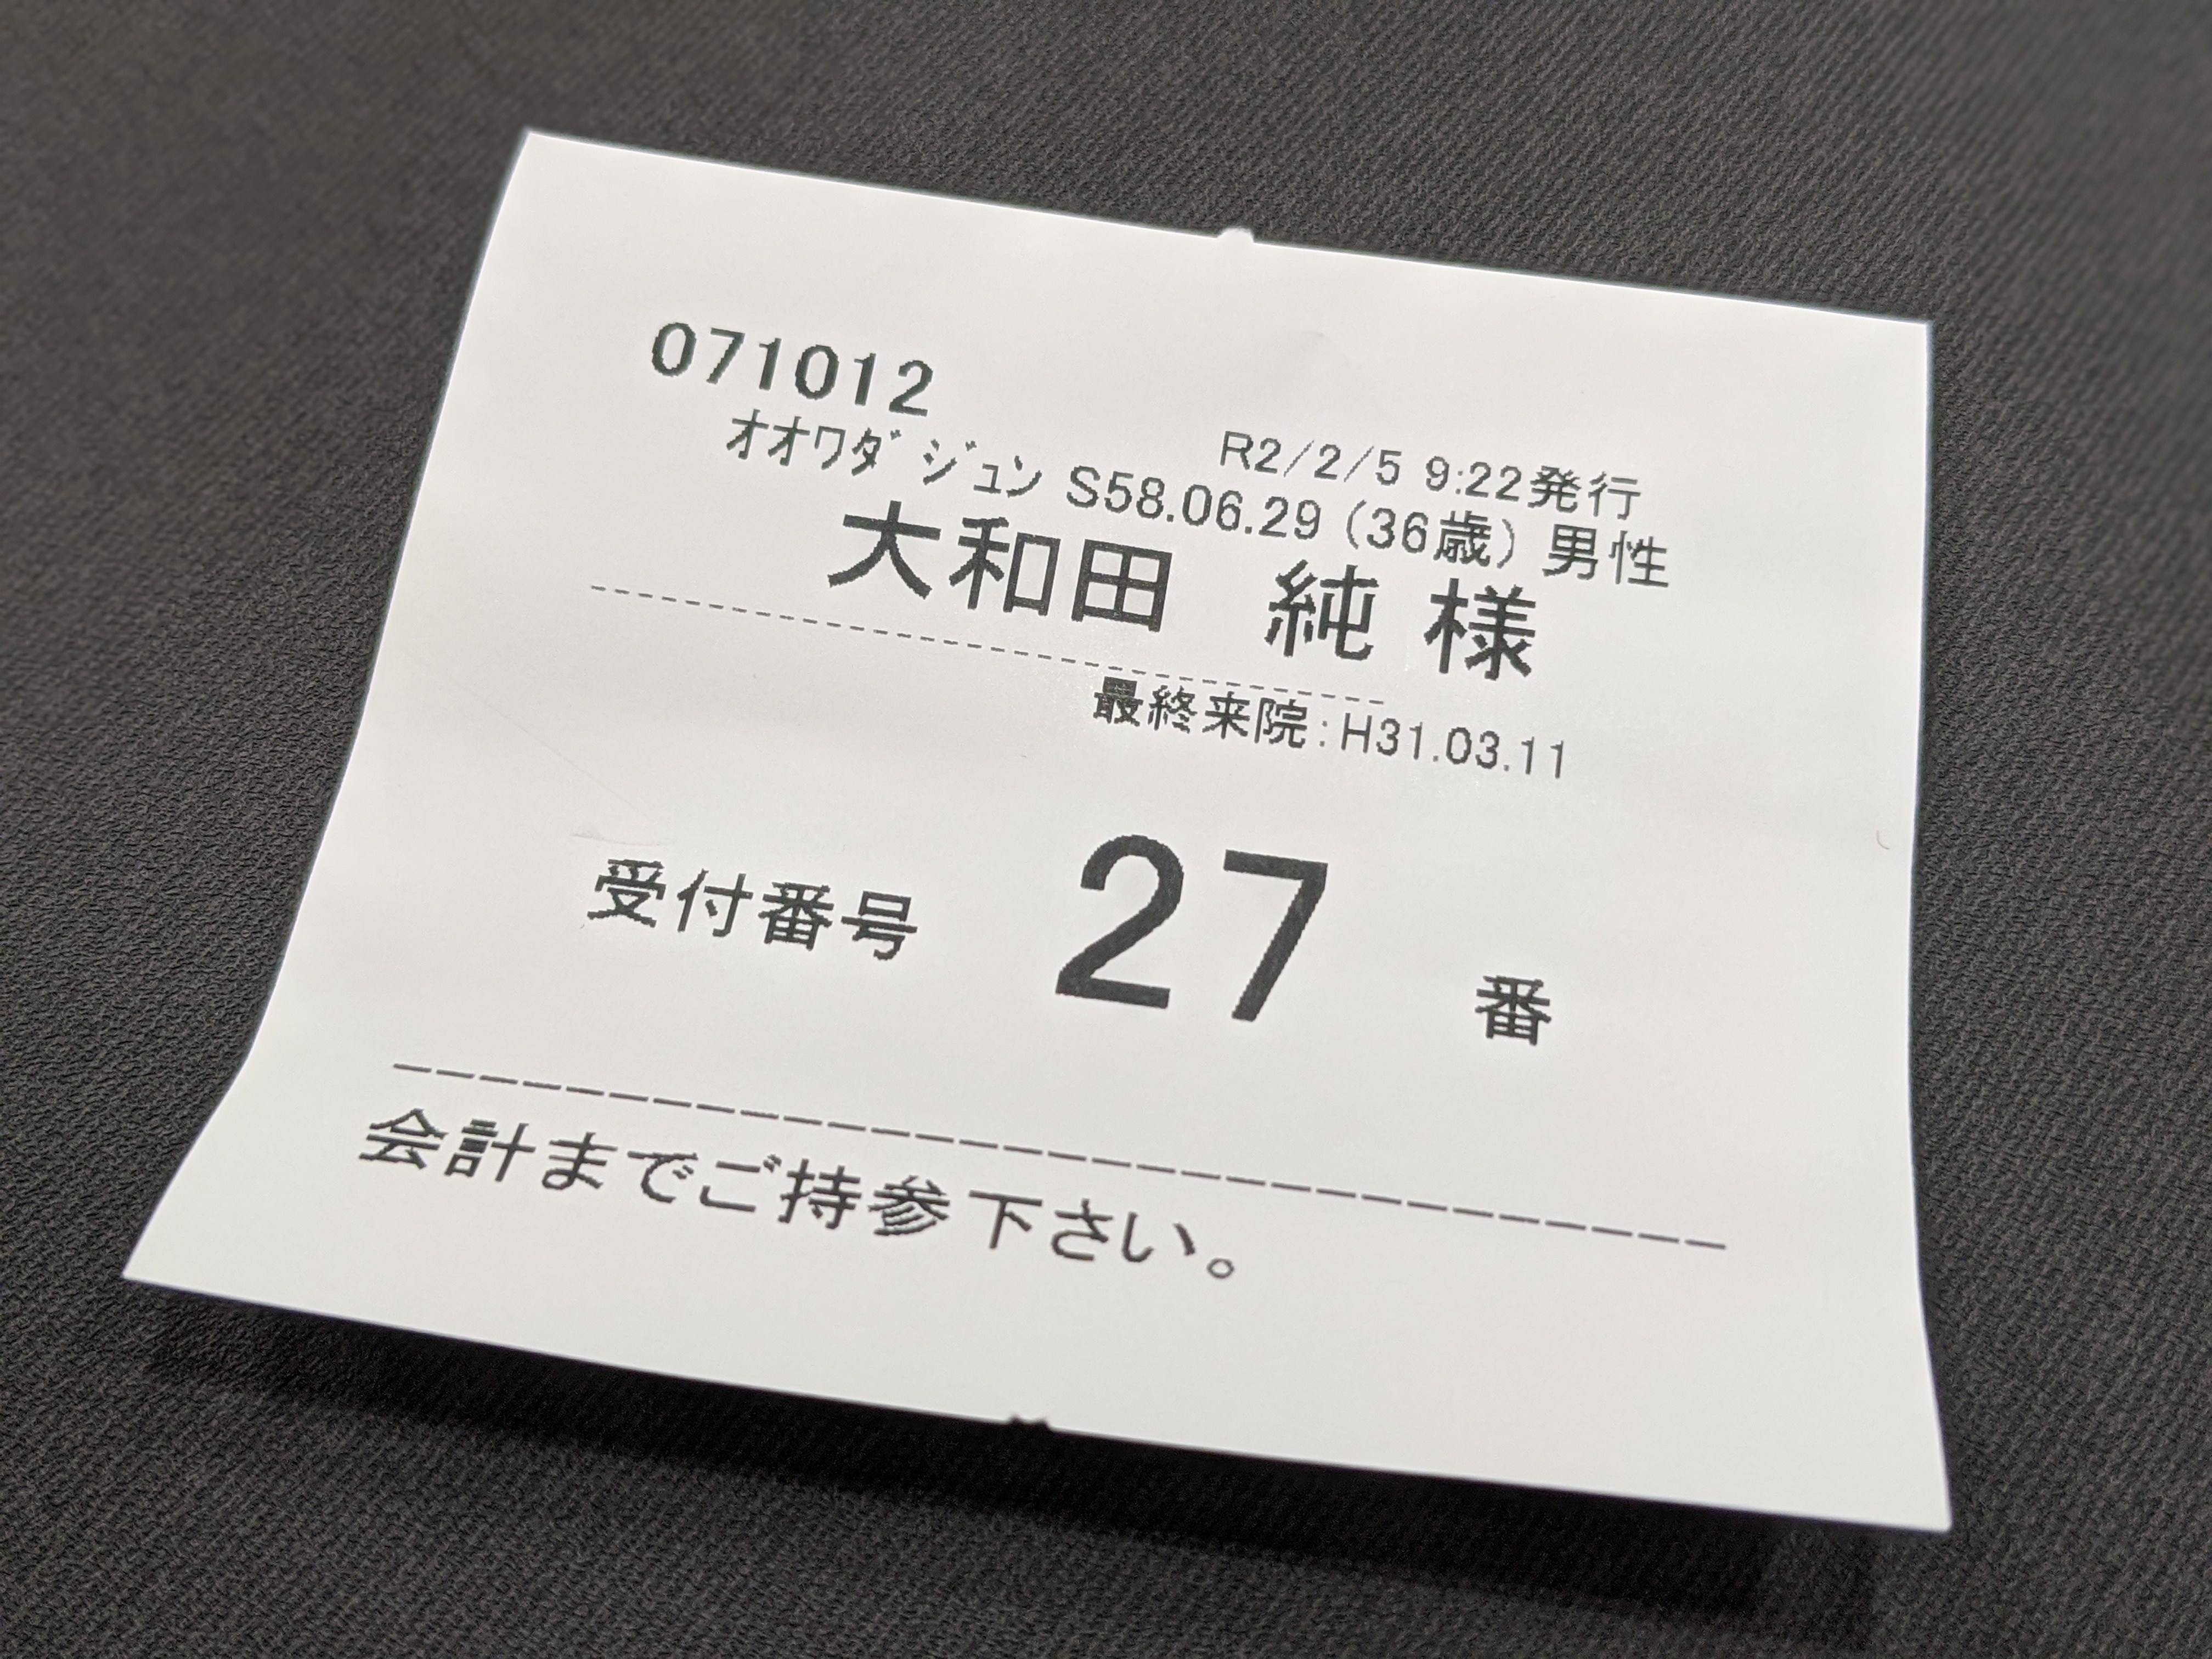 071012
R2/2/5 9:22発行
オオワダ ジュン S58.06.29 (36歳) 男性
大和田 純 様
最終来院:H31.03.11
受付番号 27 番
会計までご持参下さい。